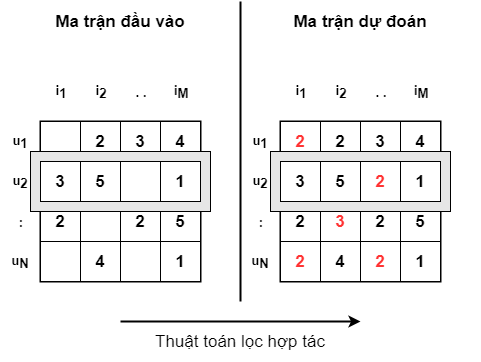 Ma trận đầu vào
Ma trận dự đoán
i1 i2 . . iM
i1 i2 . . iM
u1 2 3 4
u1 2 2 3 4
u2 3 5 1
u2 3 5 2 1
: 2 2 5
: 2 3 2 5
uN 4 1
uN 2 4 2 1
Thuật toán lọc hợp tác